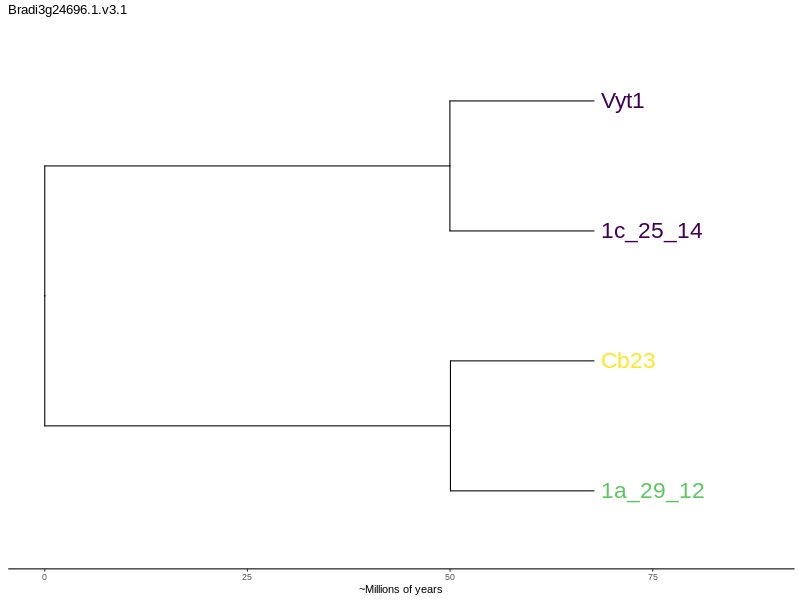 Bradi3g24696.1.v3.1
Vyt1
1c_25_14
Cb23
1a_29_12
0 25 50 75
~Millions of years